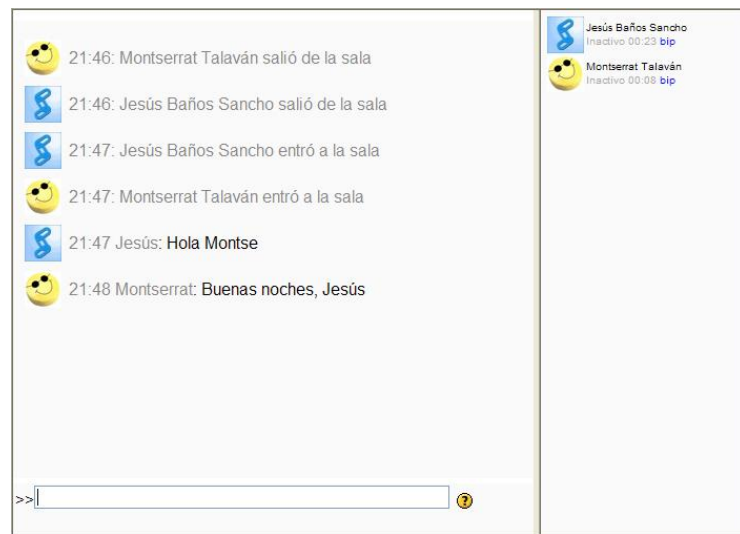 21:46: Montserrat Talaván salió de la sala
21:46: Jesús Baños Sancho salió de la sala
21:47: Jesús Baños Sancho entró a la sala
21:47: Montserrat Talaván entró a la sala
21:47 Jesús: Hola Montse
21:48 Montserrat: Buenas noches, Jesús
>>
?
Jesús Baños Sancho
Inactivo 00:23 bip
Montserrat Talaván
Inactivo 00:08 bip